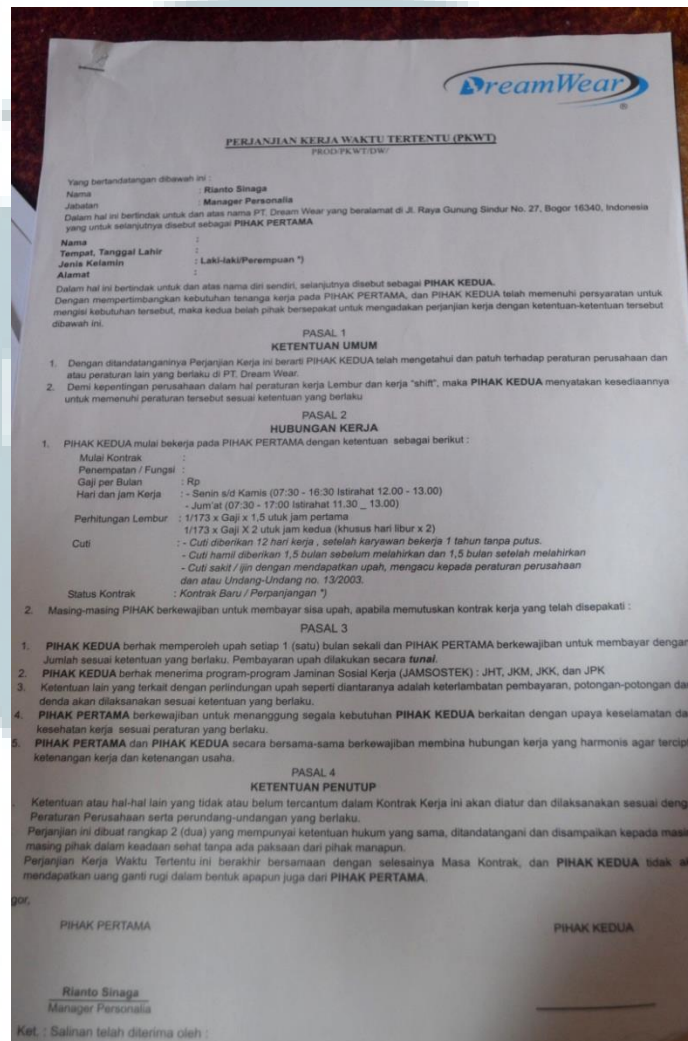 DreamWear
®
PERJANJIAN KERJA WAKTU TERTENTU (PKWT)
PROD/PKWT/DW/
Yang bertandatangan dibawah ini :
Nama : Rianto Sinaga
Jabatan : Manager Personalia
Dalam hal ini bertindak untuk dan atas nama PT. Dream Wear yang beralamat di Jl. Raya Gunung Sindur No. 27, Bogor 16340, Indonesia
yang untuk selanjutnya disebut sebagai PIHAK PERTAMA
Nama :
Tempat, Tanggal Lahir :
Jenis Kelamin : Laki-laki/Perempuan *)
Alamat :
Dalam hal ini bertindak untuk dan atas nama diri sendiri, selanjutnya disebut sebagai PIHAK KEDUA.
Dengan mempertimbangkan kebutuhan tenanga kerja pada PIHAK PERTAMA, dan PIHAK KEDUA telah memenuhi persyaratan untuk
mengisi kebutuhan tersebut, maka kedua belah pihak bersepakat untuk mengadakan perjanjian kerja dengan ketentuan-ketentuan tersebut
dibawah ini.
PASAL 1
KETENTUAN UMUM
1. Dengan ditandatanganinya Perjanjian Kerja ini berarti PIHAK KEDUA telah mengetahui dan patuh terhadap peraturan perusahaan dan
atau peraturan lain yang berlaku di PT. Dream Wear.
2. Demi kepentingan perusahaan dalam hal peraturan kerja Lembur dan kerja "shift", maka PIHAK KEDUA menyatakan kesediaannya
untuk memenuhi peraturan tersebut sesuai ketentuan yang berlaku
PASAL 2
HUBUNGAN KERJA
1. PIHAK KEDUA mulai bekerja pada PIHAK PERTAMA dengan ketentuan sebagai berikut :
Mulai Kontrak :
Penempatan / Fungsi :
Gaji per Bulan : Rp
Hari dan jam Kerja : - Senin s/d Kamis (07:30 - 16:30 Istirahat 12.00 - 13.00)
- Jum'at (07:30 - 17:00 Istirahat 11.30 _ 13.00)
Perhitungan Lembur : 1/173 x Gaji x 1,5 utuk jam pertama
1/173 x Gaji X 2 utuk jam kedua (khusus hari libur x 2)
Cuti : - Cuti diberikan 12 hari kerja , setelah karyawan bekerja 1 tahun tanpa putus.
- Cuti hamil diberikan 1,5 bulan sebelum melahirkan dan 1,5 bulan setelah melahirkan
- Cuti sakit / ijin dengan mendapatkan upah, mengacu kepada peraturan perusahaan
dan atau Undang-Undang no. 13/2003.
Status Kontrak : Kontrak Baru / Perpanjangan *)
2. Masing-masing PIHAK berkewajiban untuk membayar sisa upah, apabila memutuskan kontrak kerja yang telah disepakati :
PASAL 3
1. PIHAK KEDUA berhak memperoleh upah setiap 1 (satu) bulan sekali dan PIHAK PERTAMA berkewajiban untuk membayar dengan
Jumlah sesuai ketentuan yang berlaku. Pembayaran upah dilakukan secara tunai.
2. PIHAK KEDUA berhak menerima program-program Jaminan Sosial Kerja (JAMSOSTEK) : JHT, JKM, JKK, dan JPK
3. Ketentuan lain yang terkait dengan perlindungan upah seperti diantaranya adalah keterlambatan pembayaran, potongan-potongan da
denda akan dilaksanakan sesuai ketentuan yang berlaku.
4. PIHAK PERTAMA berkewajiban untuk menanggung segala kebutuhan PIHAK KEDUA berkaitan dengan upaya keselamatan da
kesehatan kerja sesuai peraturan yang berlaku.
5. PIHAK PERTAMA dan PIHAK KEDUA secara bersama-sama berkewajiban membina hubungan kerja yang harmonis agar tercipt
ketenangan kerja dan ketenangan usaha.
PASAL 4
KETENTUAN PENUTUP
Ketentuan atau hal-hal lain yang tidak atau belum tercantum dalam Kontrak Kerja ini akan diatur dan dilaksanakan sesuai deng
Peraturan Perusahaan serta perundang-undangan yang berlaku.
Perjanjian ini dibuat rangkap 2 (dua) yang mempunyai ketentuan hukum yang sama, ditandatangani dan disampaikan kepada masin
masing pihak dalam keadaan sehat tanpa ada paksaan dari pihak manapun.
Perjanjian Kerja Waktu Tertentu ini berakhir bersamaan dengan selesainya Masa Kontrak, dan PIHAK KEDUA tidak a
mendapatkan uang ganti rugi dalam bentuk apapun juga dari PIHAK PERTAMA.
gor,
PIHAK PERTAMA PIHAK KEDUA
Rianto Sinaga
Manager Personalia
Ket. : Salinan telah diterima oleh :